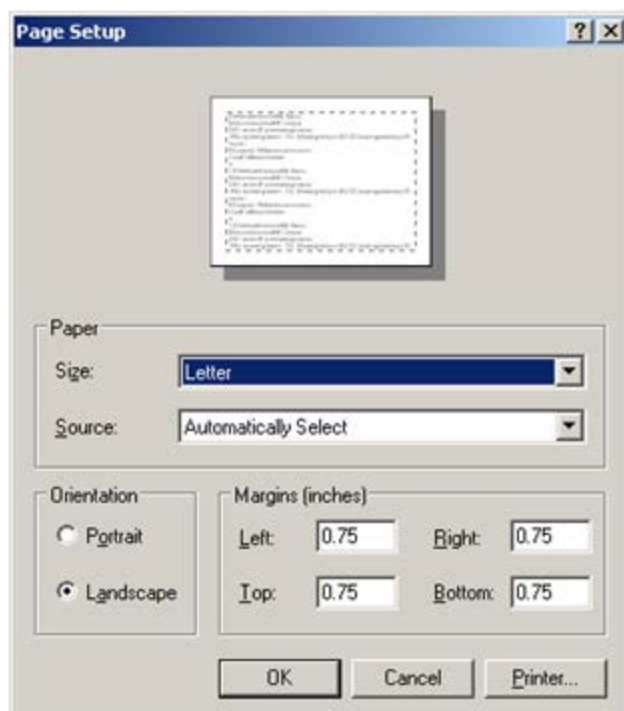 Page Setup
Paper
Size: Letter
Source: Automatically Select
Orientation
Portrait
Landscape
Margins (inches)
Left: 0.75 Right: 0.75
Top: 0.75 Bottom: 0.75
OK Cancel Printer...